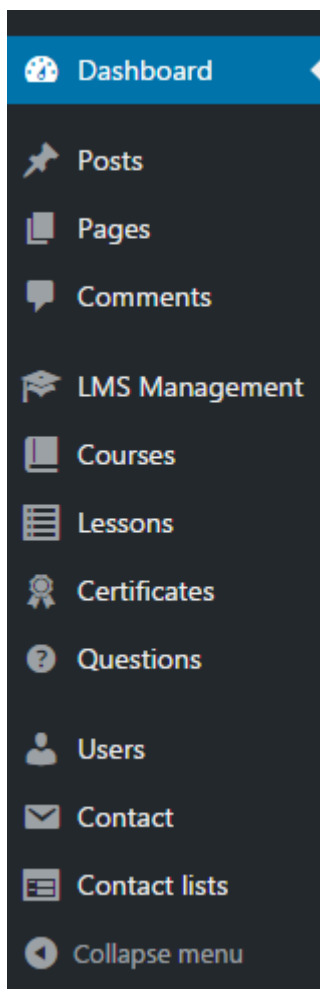 Dashboard
Posts
Pages
Comments
LMS Management
Courses
Lessons
Certificates
Questions
Users
Contact
Contact lists
Collapse menu